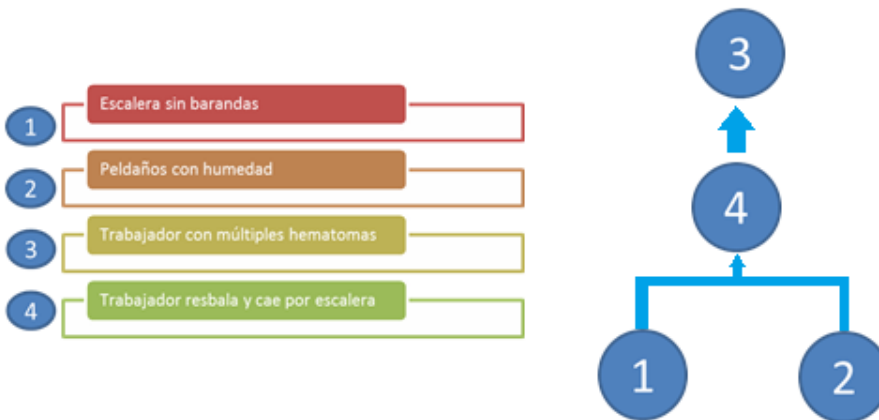 1
Escalera sin barandas
2
Peldaños con humedad
3
Trabajador con múltiples hematomas
4
Trabajador resbala y cae por escalera
3
4
1
2